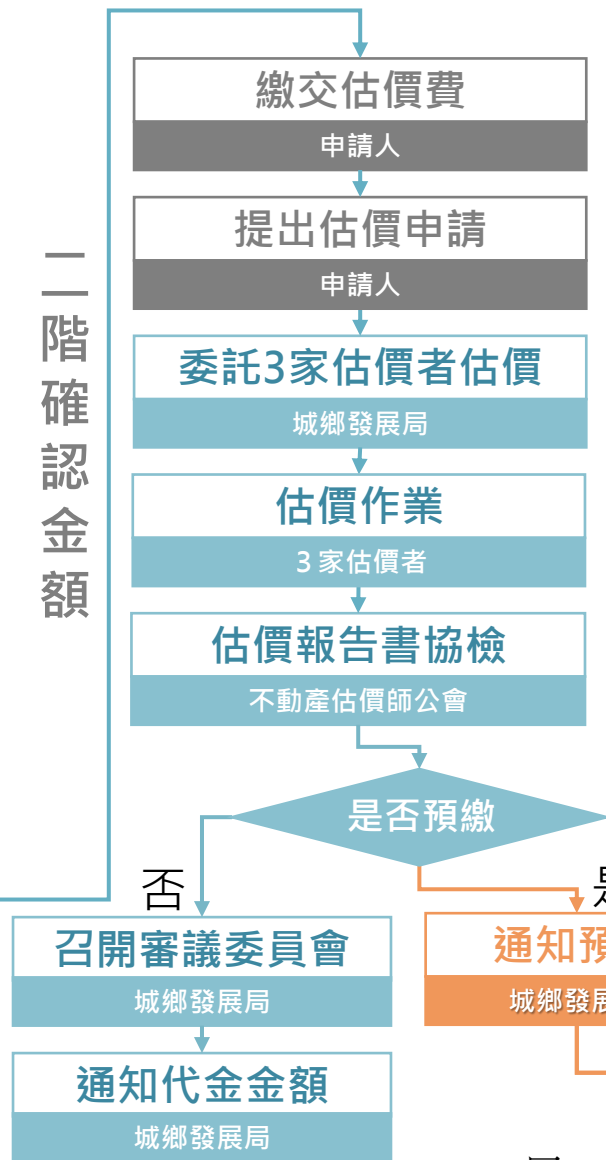 二階確認金額
繳交估價費
申請人
提出估價申請
申請人
委託3家估價者估價
城鄉發展局
估價作業
3 家估價者
估價報告書協檢
不動產估價師公會
是否預繳
否
召開審議委員會
城鄉發展局
通知代金金額
城鄉發展局
是
通知預
城鄉發展